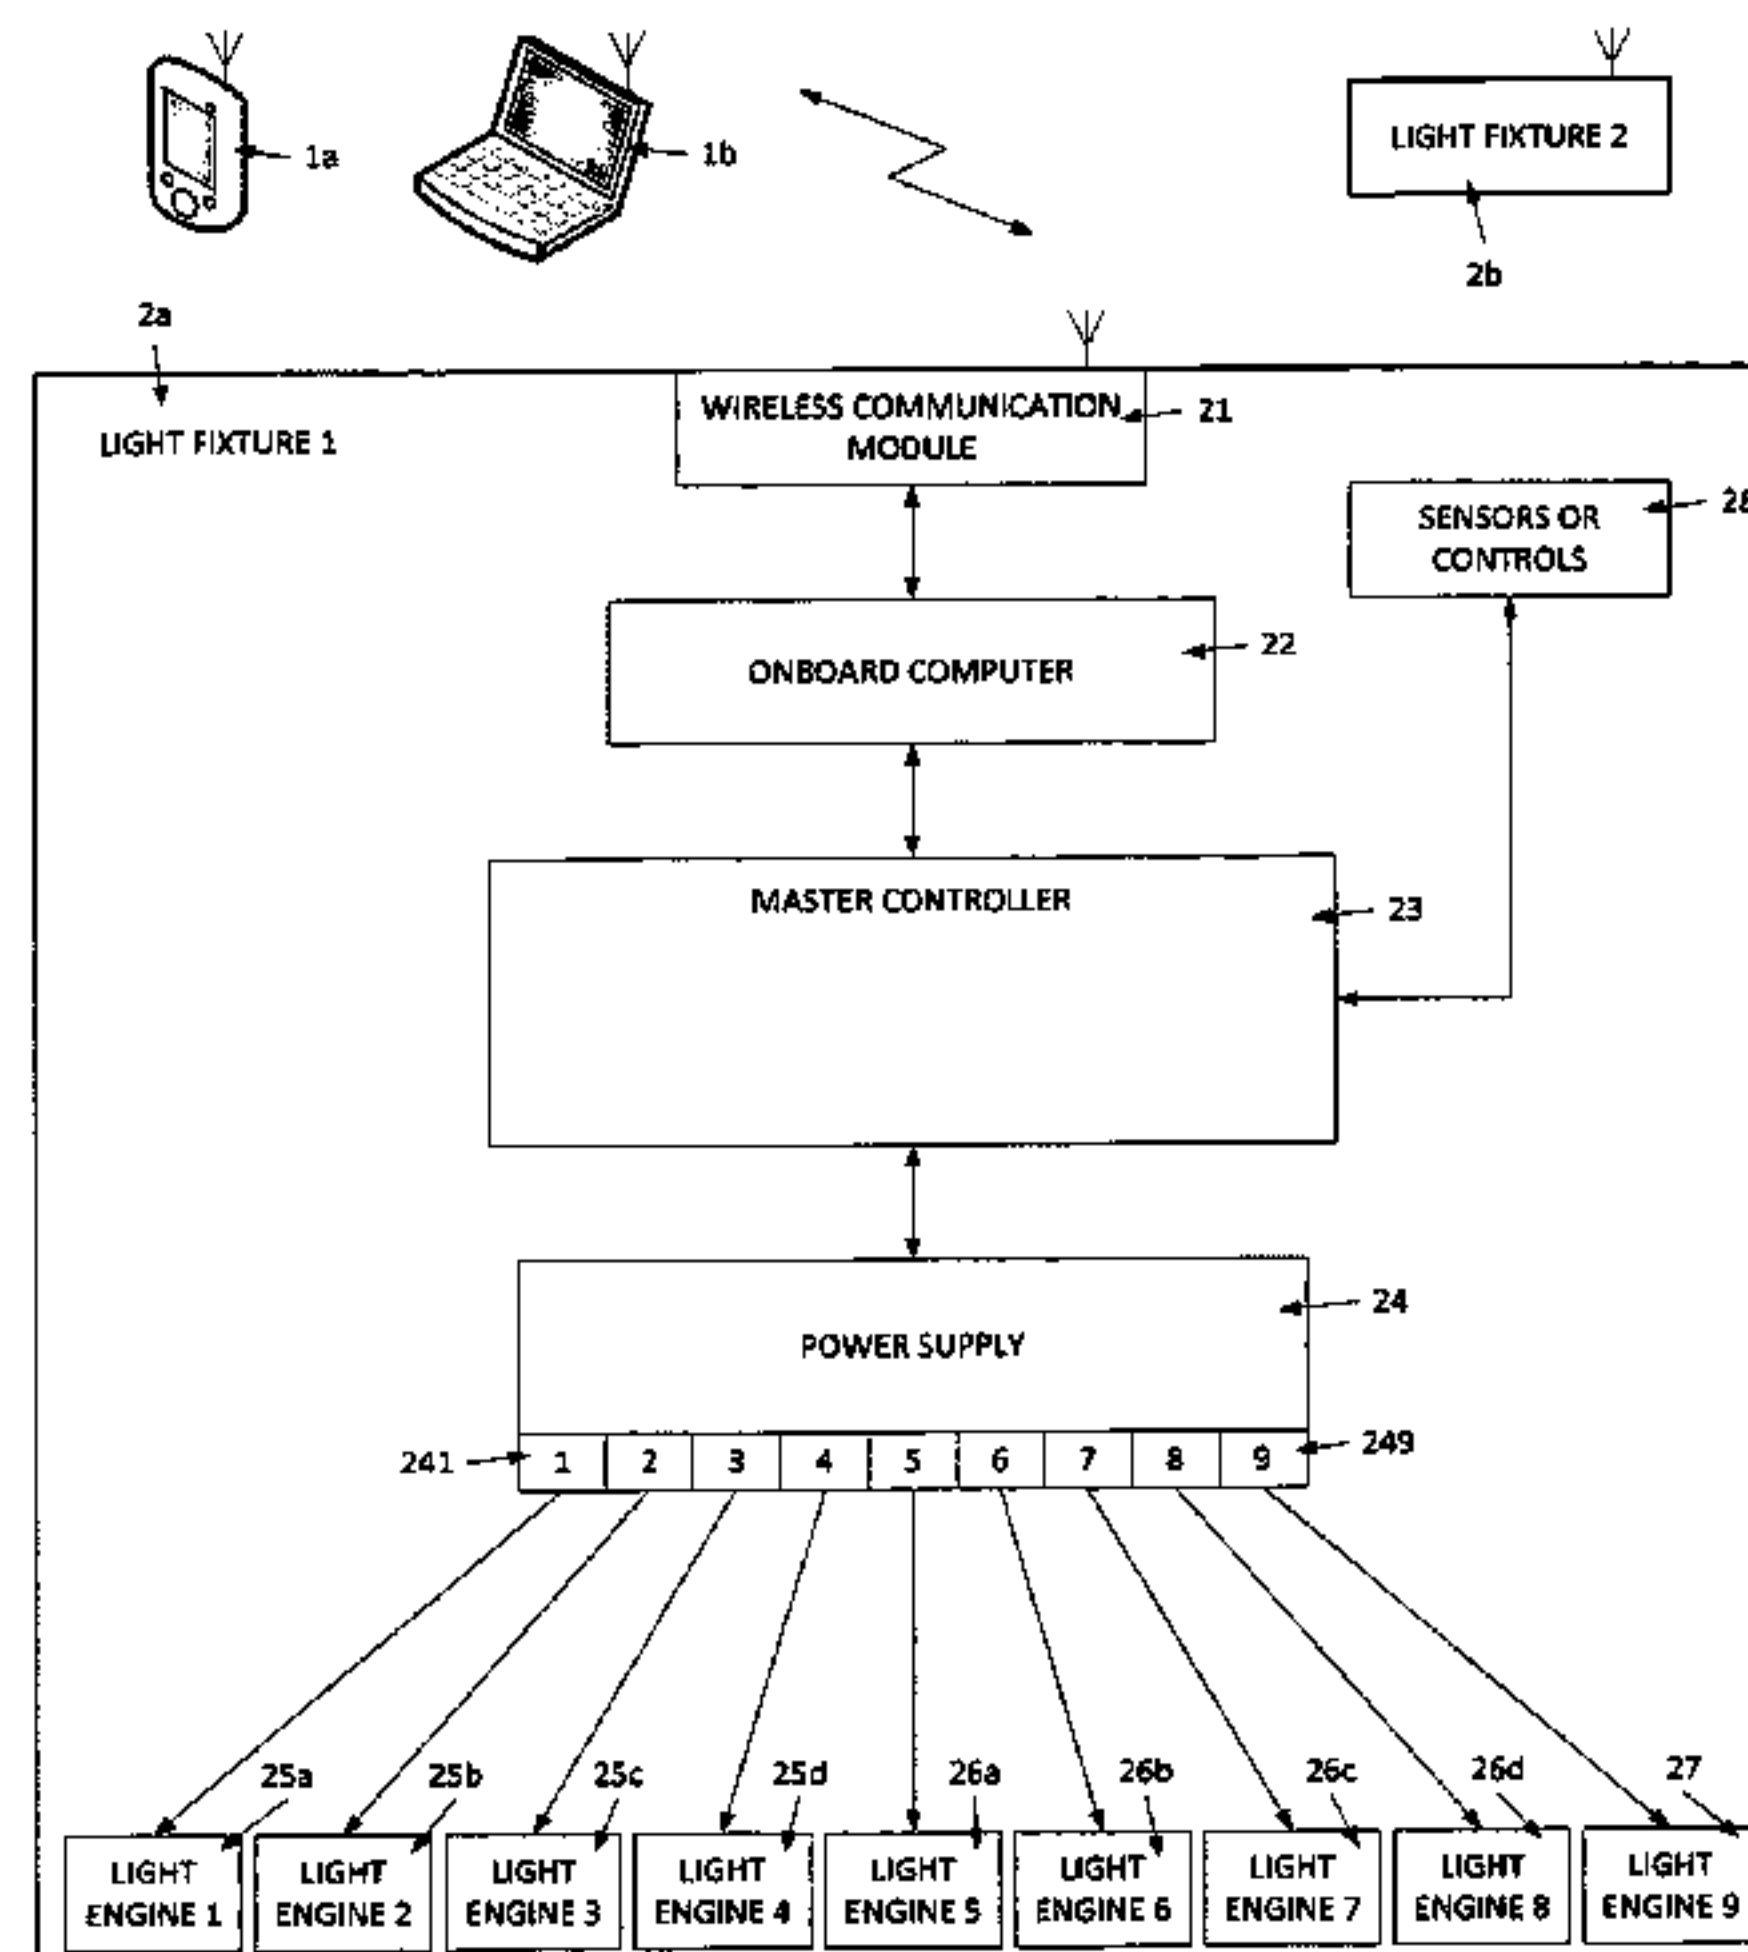 1a
1b
LIGHT FIXTURE 2
2b
2a
LIGHT FIXTURE 1
WIRELESS COMMUNICATION
MODULE
21
SENSORS OR
CONTROLS
28
ONBOARD COMPUTER
22
MASTER CONTROLLER
23
POWER SUPPLY
24
241
1 2 3 4 5 6 7 8 9
249
25a 25b 25c 25d 26a 26b 26c 26d 27
LIGHT
ENGINE 1
LIGHT
ENGINE 2
LIGHT
ENGINE 3
LIGHT
ENGINE 4
LIGHT
ENGINE 5
LIGHT
ENGINE 6
LIGHT
ENGINE 7
LIGHT
ENGINE 8
LIGHT
ENGINE 9